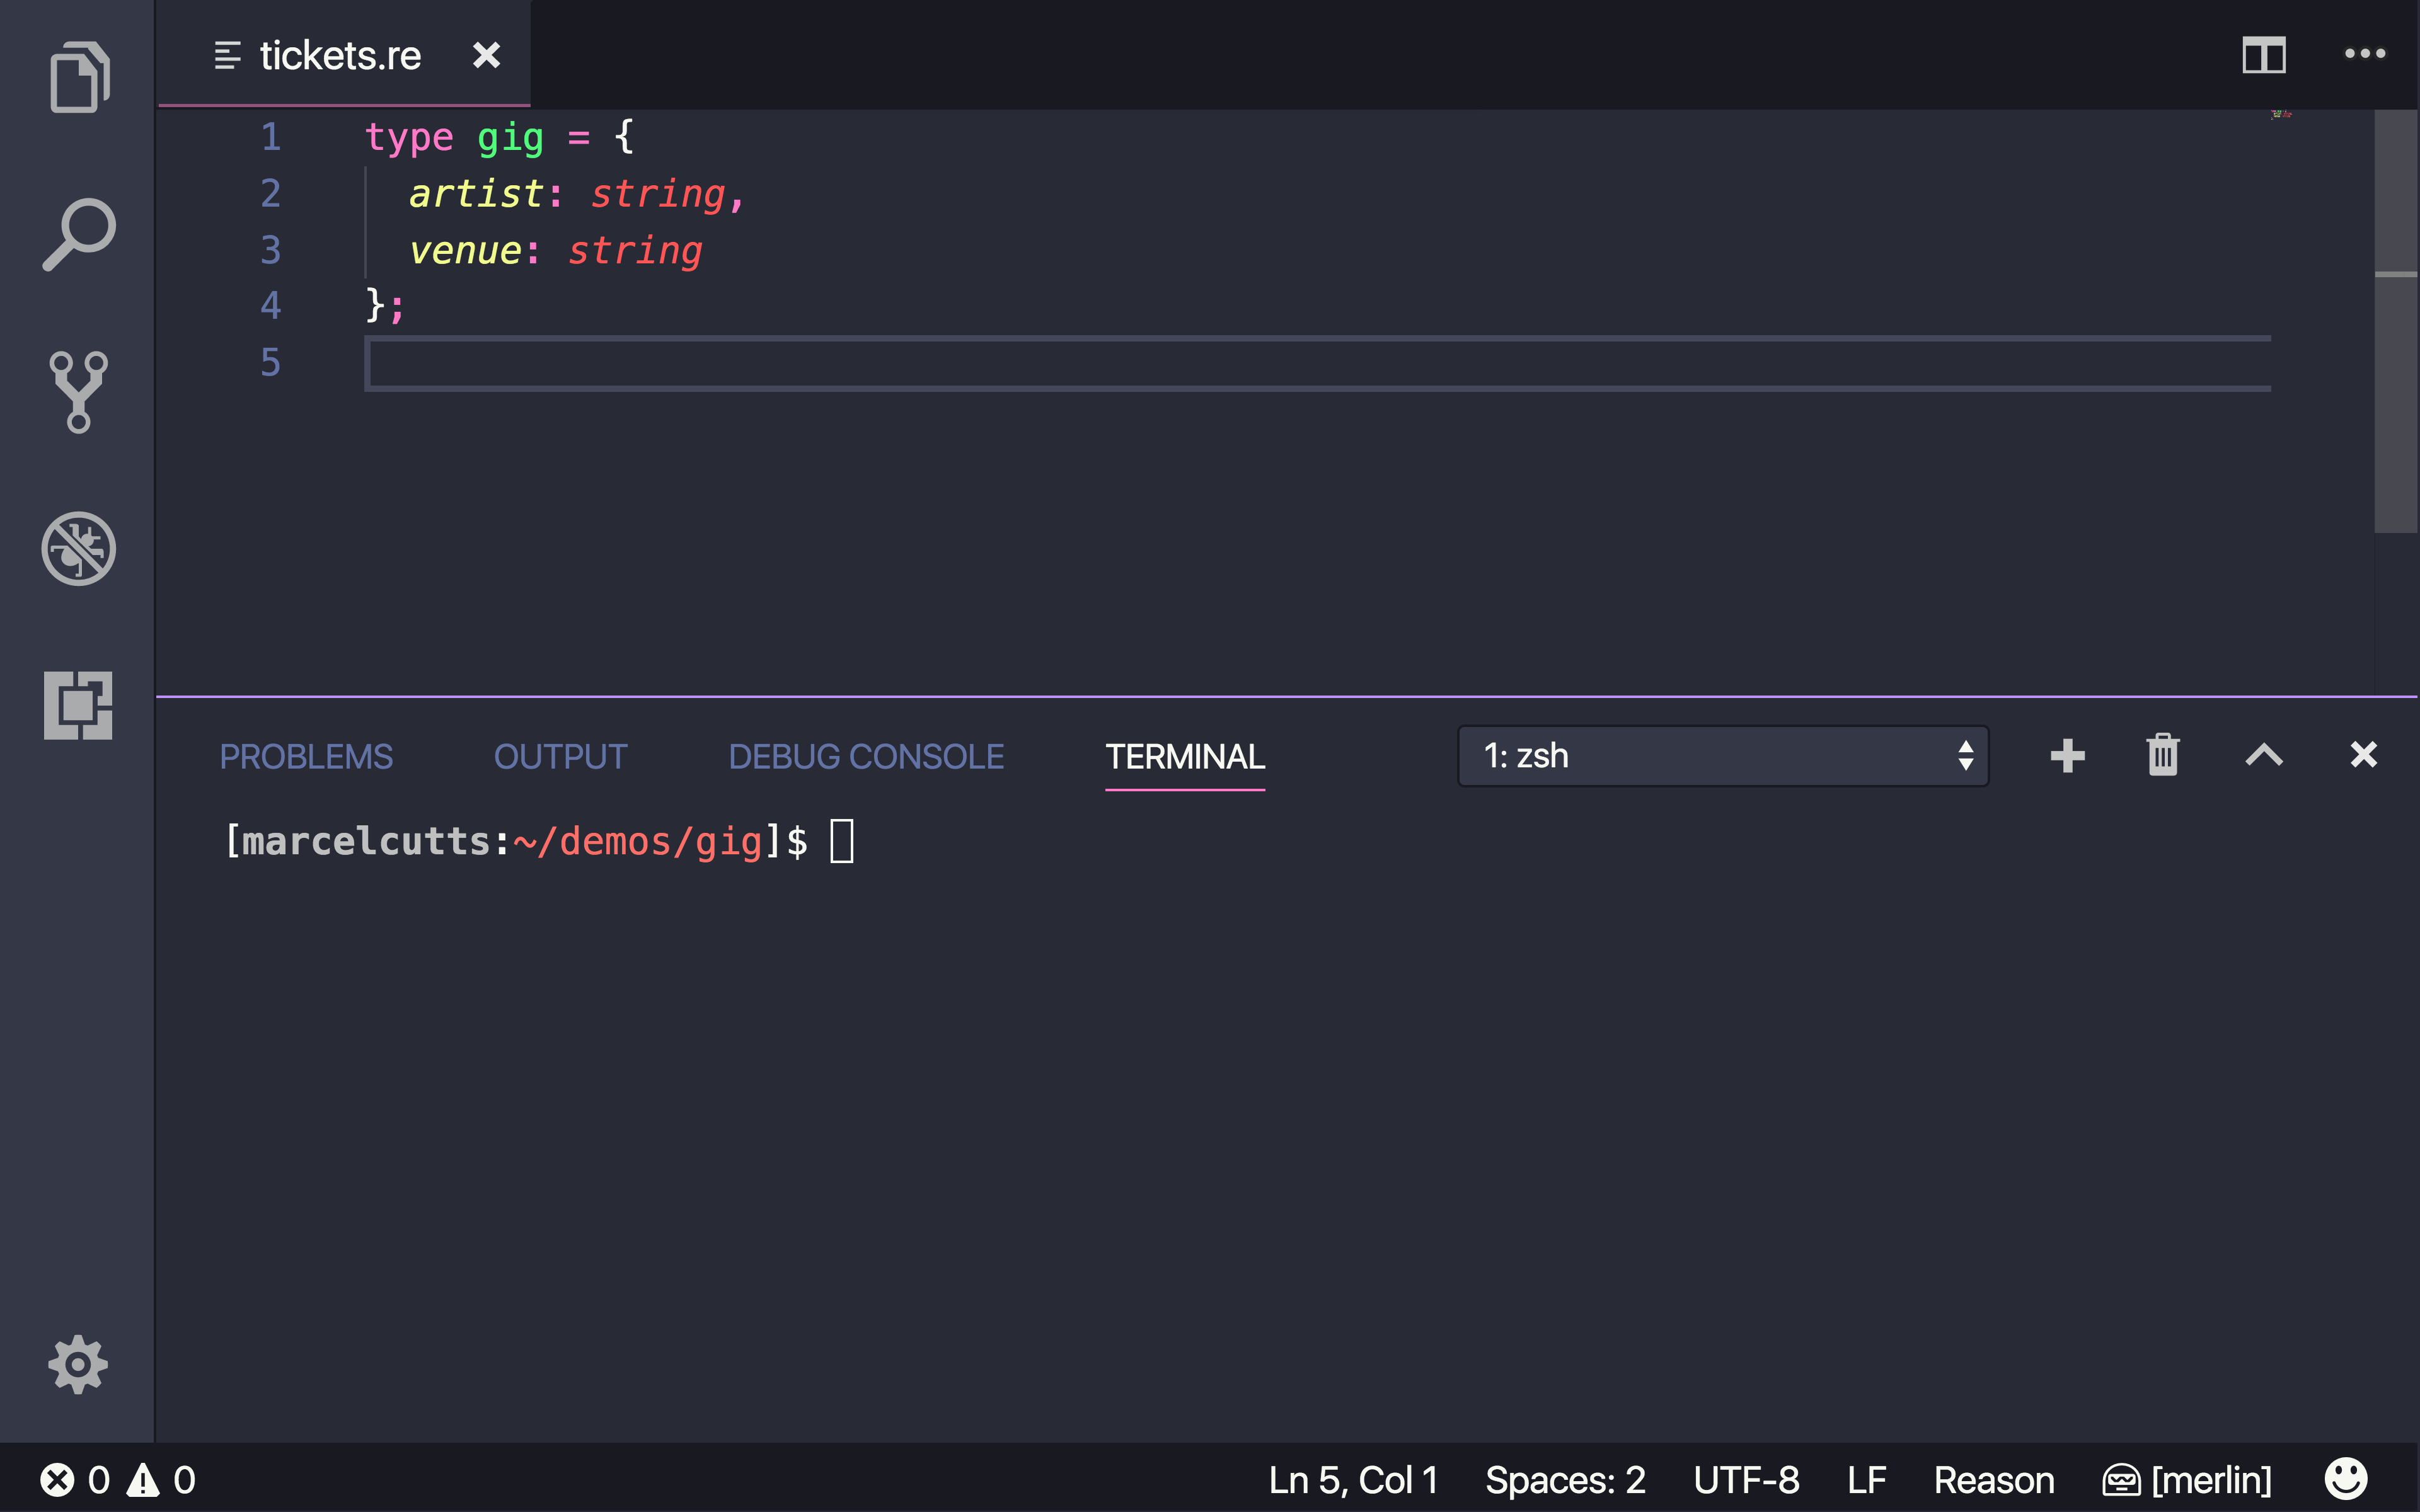 tickets.re
1 type gig = {
2 artist: string,
3 venue: string
4 };
5
PROBLEMS OUTPUT DEBUG CONSOLE TERMINAL 1: zsh
[marcelcutts:~/demos/gig]$
0 0 Ln 5, Col 1 Spaces: 2 UTF-8 LF Reason [merlin]